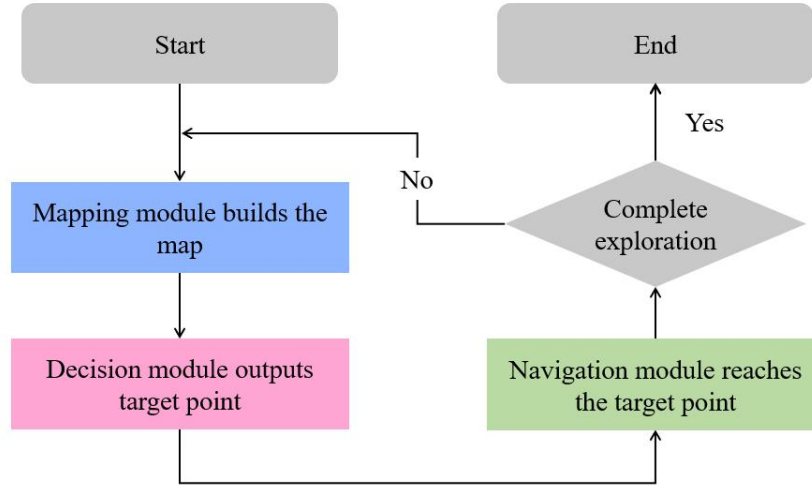 Start
Mapping module builds the
map
Decision module outputs
target point
Navigation module reaches
the target point
Complete
exploration
No
Yes
End